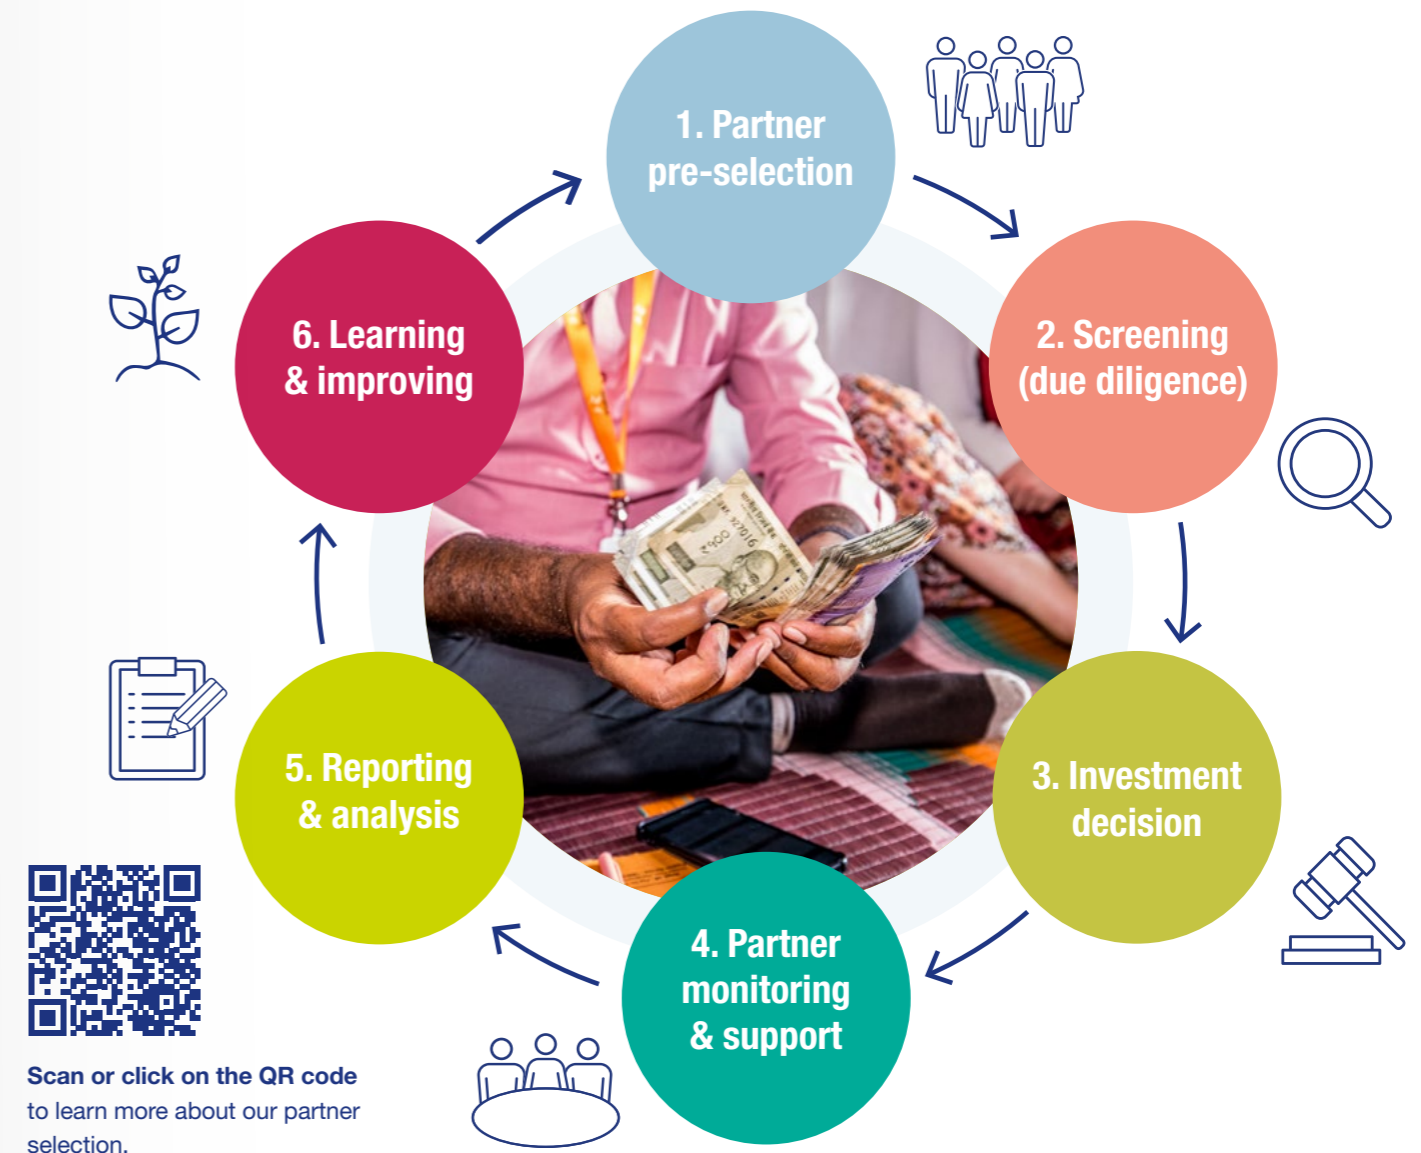 1. Partner
pre-selection
2. Screening
(due diligence)
3. Investment
decision
4. Partner
monitoring
& support
5. Reporting
& analysis
6. Learning
& improving
₹500
Scan or click on the QR code
to learn more about our partner
selection.